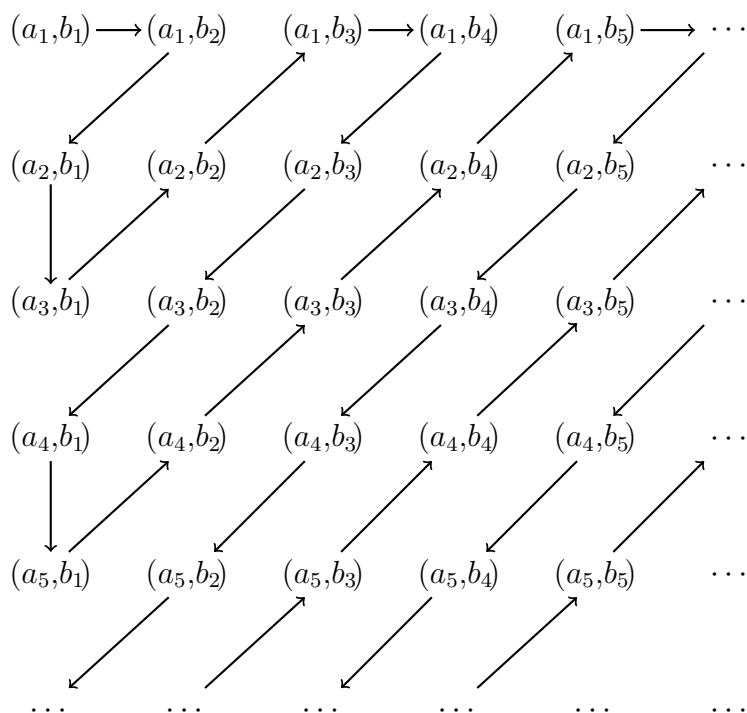 (a₁,b₁) (a₁,b₂) (a₁,b₃) (a₁,b₄) (a₁,b₅) ⋯
(a₂,b₁) (a₂,b₂) (a₂,b₃) (a₂,b₄) (a₂,b₅) ⋯
(a₃,b₁) (a₃,b₂) (a₃,b₃) (a₃,b₄) (a₃,b₅) ⋯
(a₄,b₁) (a₄,b₂) (a₄,b₃) (a₄,b₄) (a₄,b₅) ⋯
(a₅,b₁) (a₅,b₂) (a₅,b₃) (a₅,b₄) (a₅,b₅) ⋯
⋯ ⋯ ⋯ ⋯ ⋯ ⋯